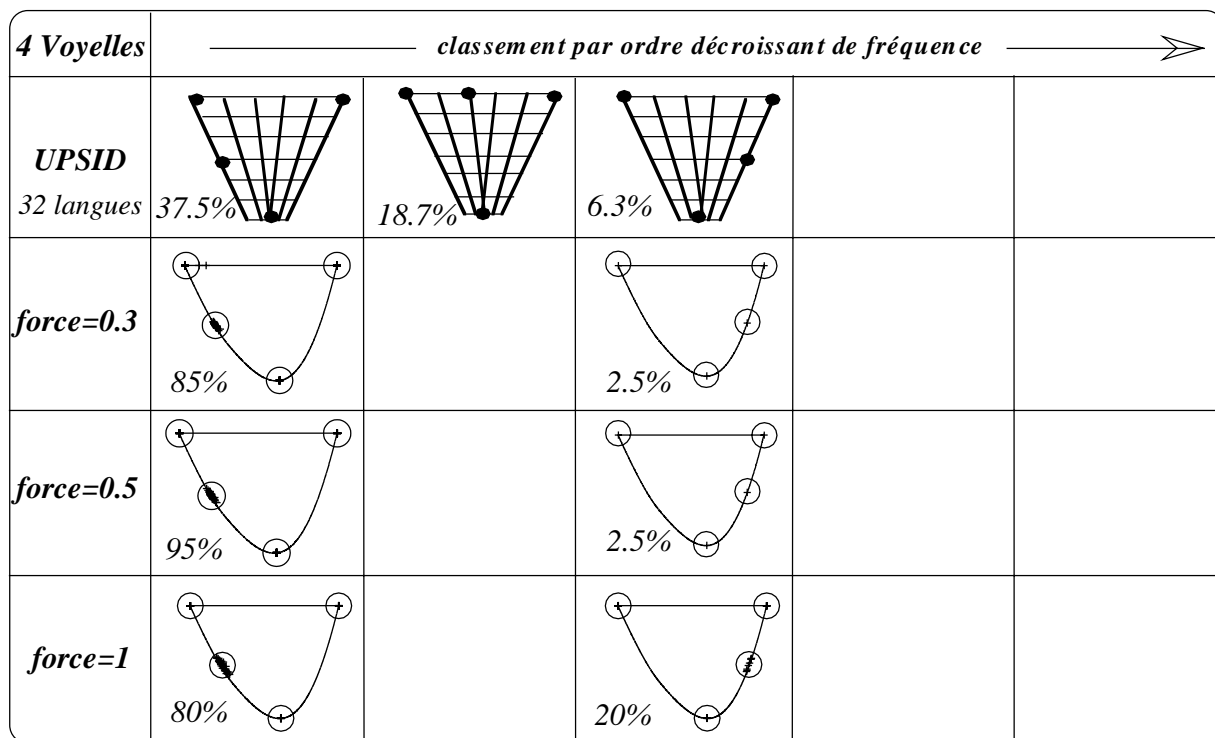 4 Voyelles
classement par ordre décroissant de fréquence
UPSID
32 langues
37.5%
18.7%
6.3%
force=0.3
85%
2.5%
force=0.5
95%
2.5%
force=1
80%
20%